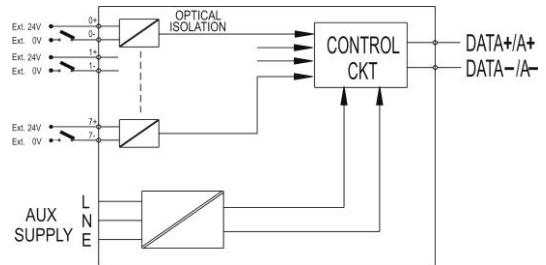 Ext. 24V 0+
Ext. 0V 0-
Ext. 24V 1+
Ext. 0V 1-
OPTICAL
ISOLATION
CONTROL
CKT
DATA+/A+
DATA−/A−
Ext. 24V 7+
Ext. 0V 7-
AUX
SUPPLY
L
N
E